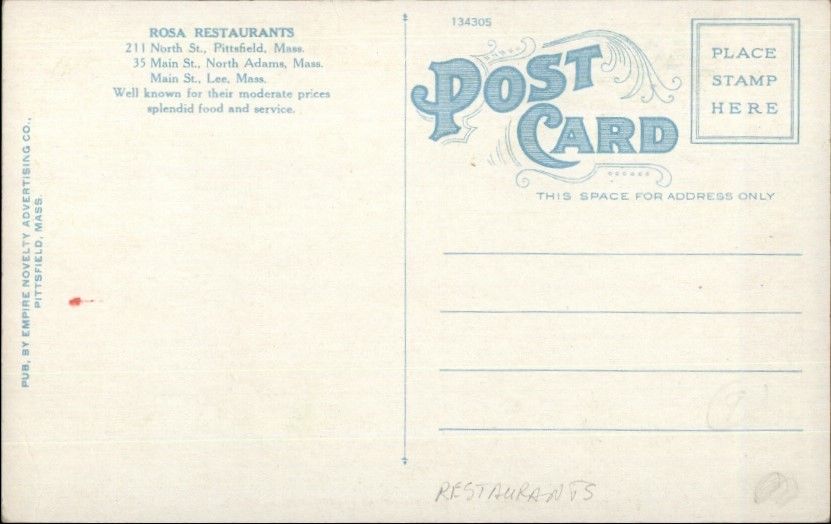 ROSA RESTAURANTS
211 North St., Pittsfield, Mass.
35 Main St., North Adams, Mass.
Main St., Lee, Mass.
Well known for their moderate prices
splendid food and service.
PUB. BY EMPIRE NOVELTY ADVERTISING CO.,
PITTSFIELD, MASS.
134305
POST
CARD
PLACE
STAMP
HERE
THIS SPACE FOR ADDRESS ONLY
RESTAURANTS